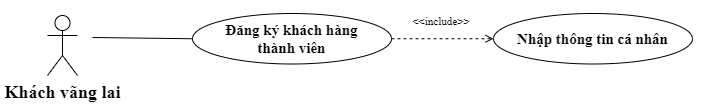 <<include>>
Đăng ký khách hàng
thành viên
Nhập thông tin cá nhân
Khách vãng lai